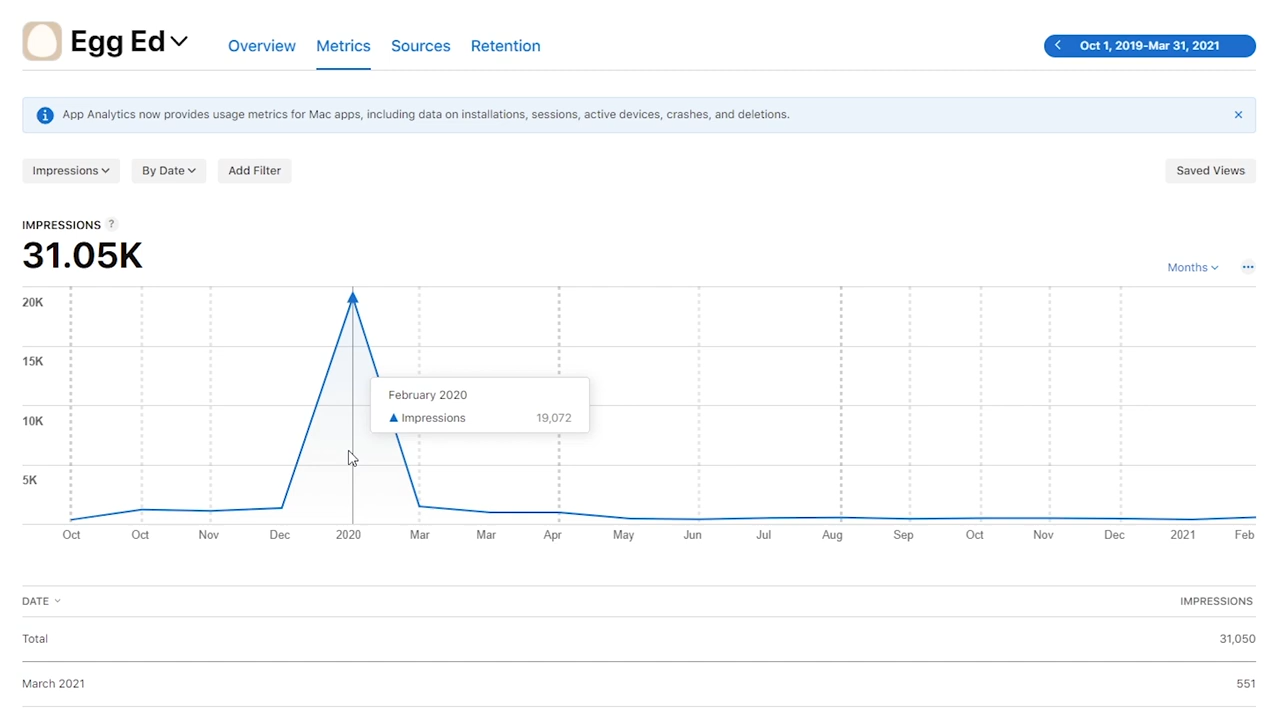 Egg Ed
Overview Metrics Sources Retention
Oct 1, 2019-Mar 31, 2021
App Analytics now provides usage metrics for Mac apps, including data on installations, sessions, active devices, crashes, and deletions.
Impressions By Date Add Filter Saved Views
IMPRESSIONS ?
31.05K
Months
20K
15K
10K
5K
February 2020
Impressions 19,072
Oct Oct Nov Dec 2020 Mar Mar Apr May Jun Jul Aug Sep Oct Nov Dec 2021 Feb
DATE IMPRESSIONS
Total 31,050
March 2021 551